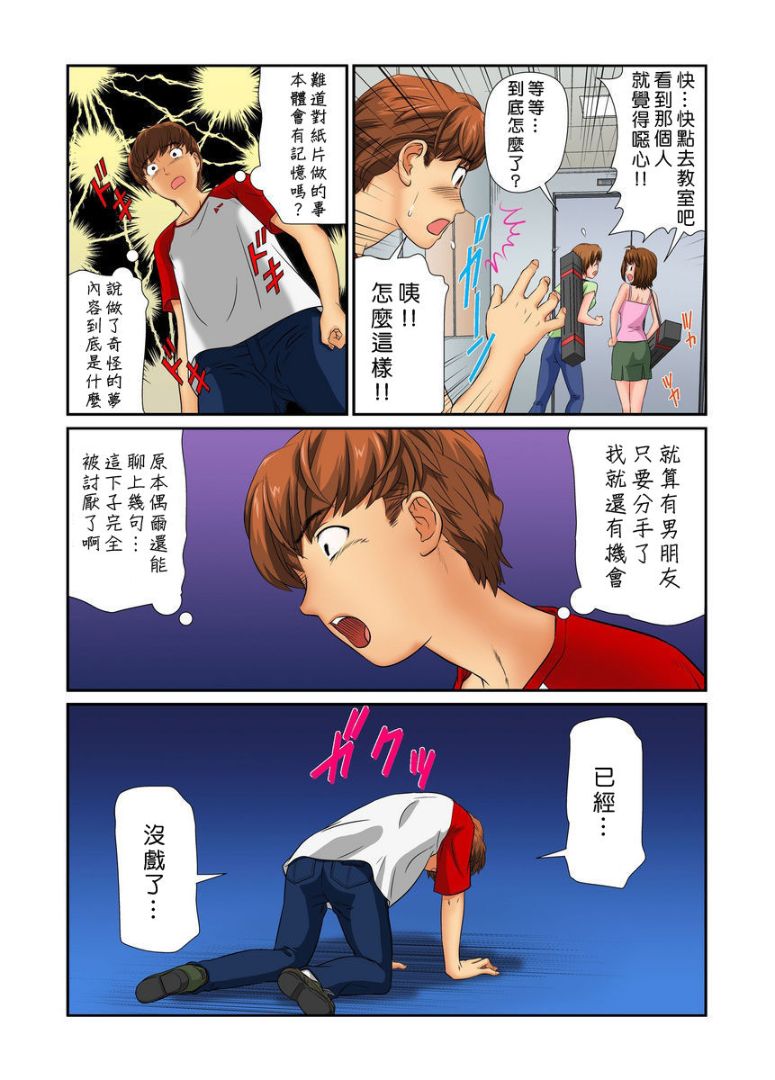 快…快點去教室吧
看到那個人
就覺得噁心!!
等等…
到底怎麼了?
咦!!
怎麼這樣!!
ツカ
ツカ
難道對紙片做的事
本體會有記憶嗎?
說做了奇怪的夢
內容到底是什麼
ドキ
ドキ
ドキ
就算有男朋友
只要分手了
我就還有機會
原本偶爾還能
聊上幾句…
這下子完全
被討厭了啊
ガクッ
已經…
沒戲了…